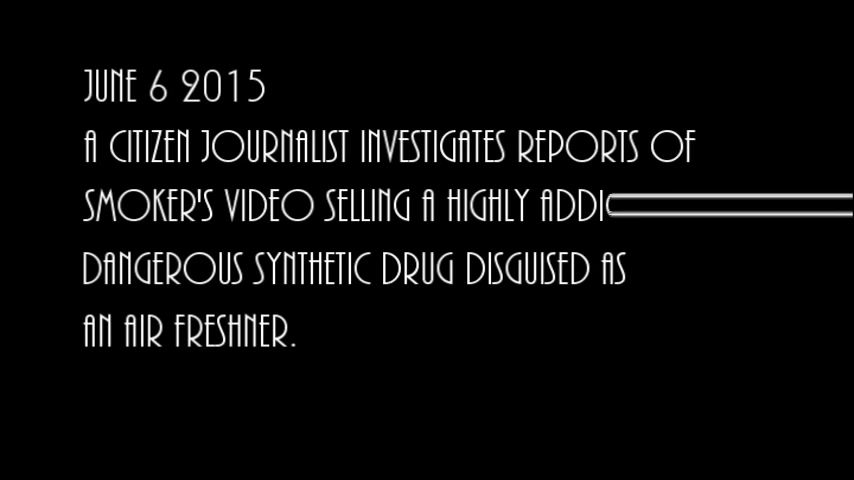 JUNE 6 2015
A CITIZEN JOURNALIST INVESTIGATES REPORTS OF
SMOKER'S VIDEO SELLING A HIGHLY
DANGEROUS SYNTHETIC DRUG DISGUISED AS
AN AIR FRESHNER.